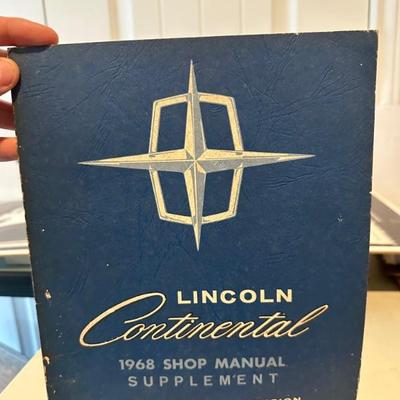 LINCOLN
Continental
1968 SHOP MANUAL
SUPPLEMENT